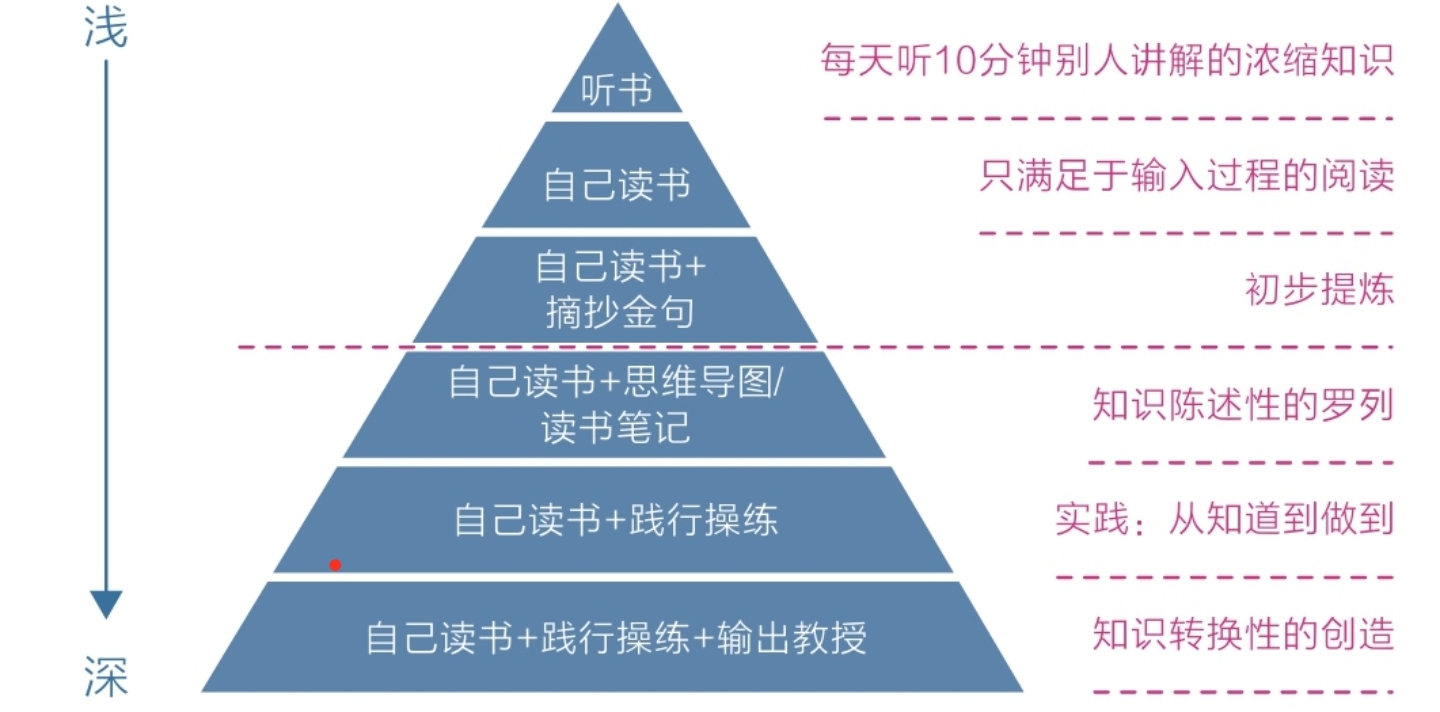 浅
每天听10分钟别人讲解的浓缩知识
听书
只满足于输入过程的阅读
自己读书
初步提炼
自己读书+
摘抄金句
知识陈述性的罗列
自己读书+思维导图/
读书笔记
实践：从知道到做到
自己读书+践行操练
知识转换性的创造
自己读书+践行操练+输出教授
深